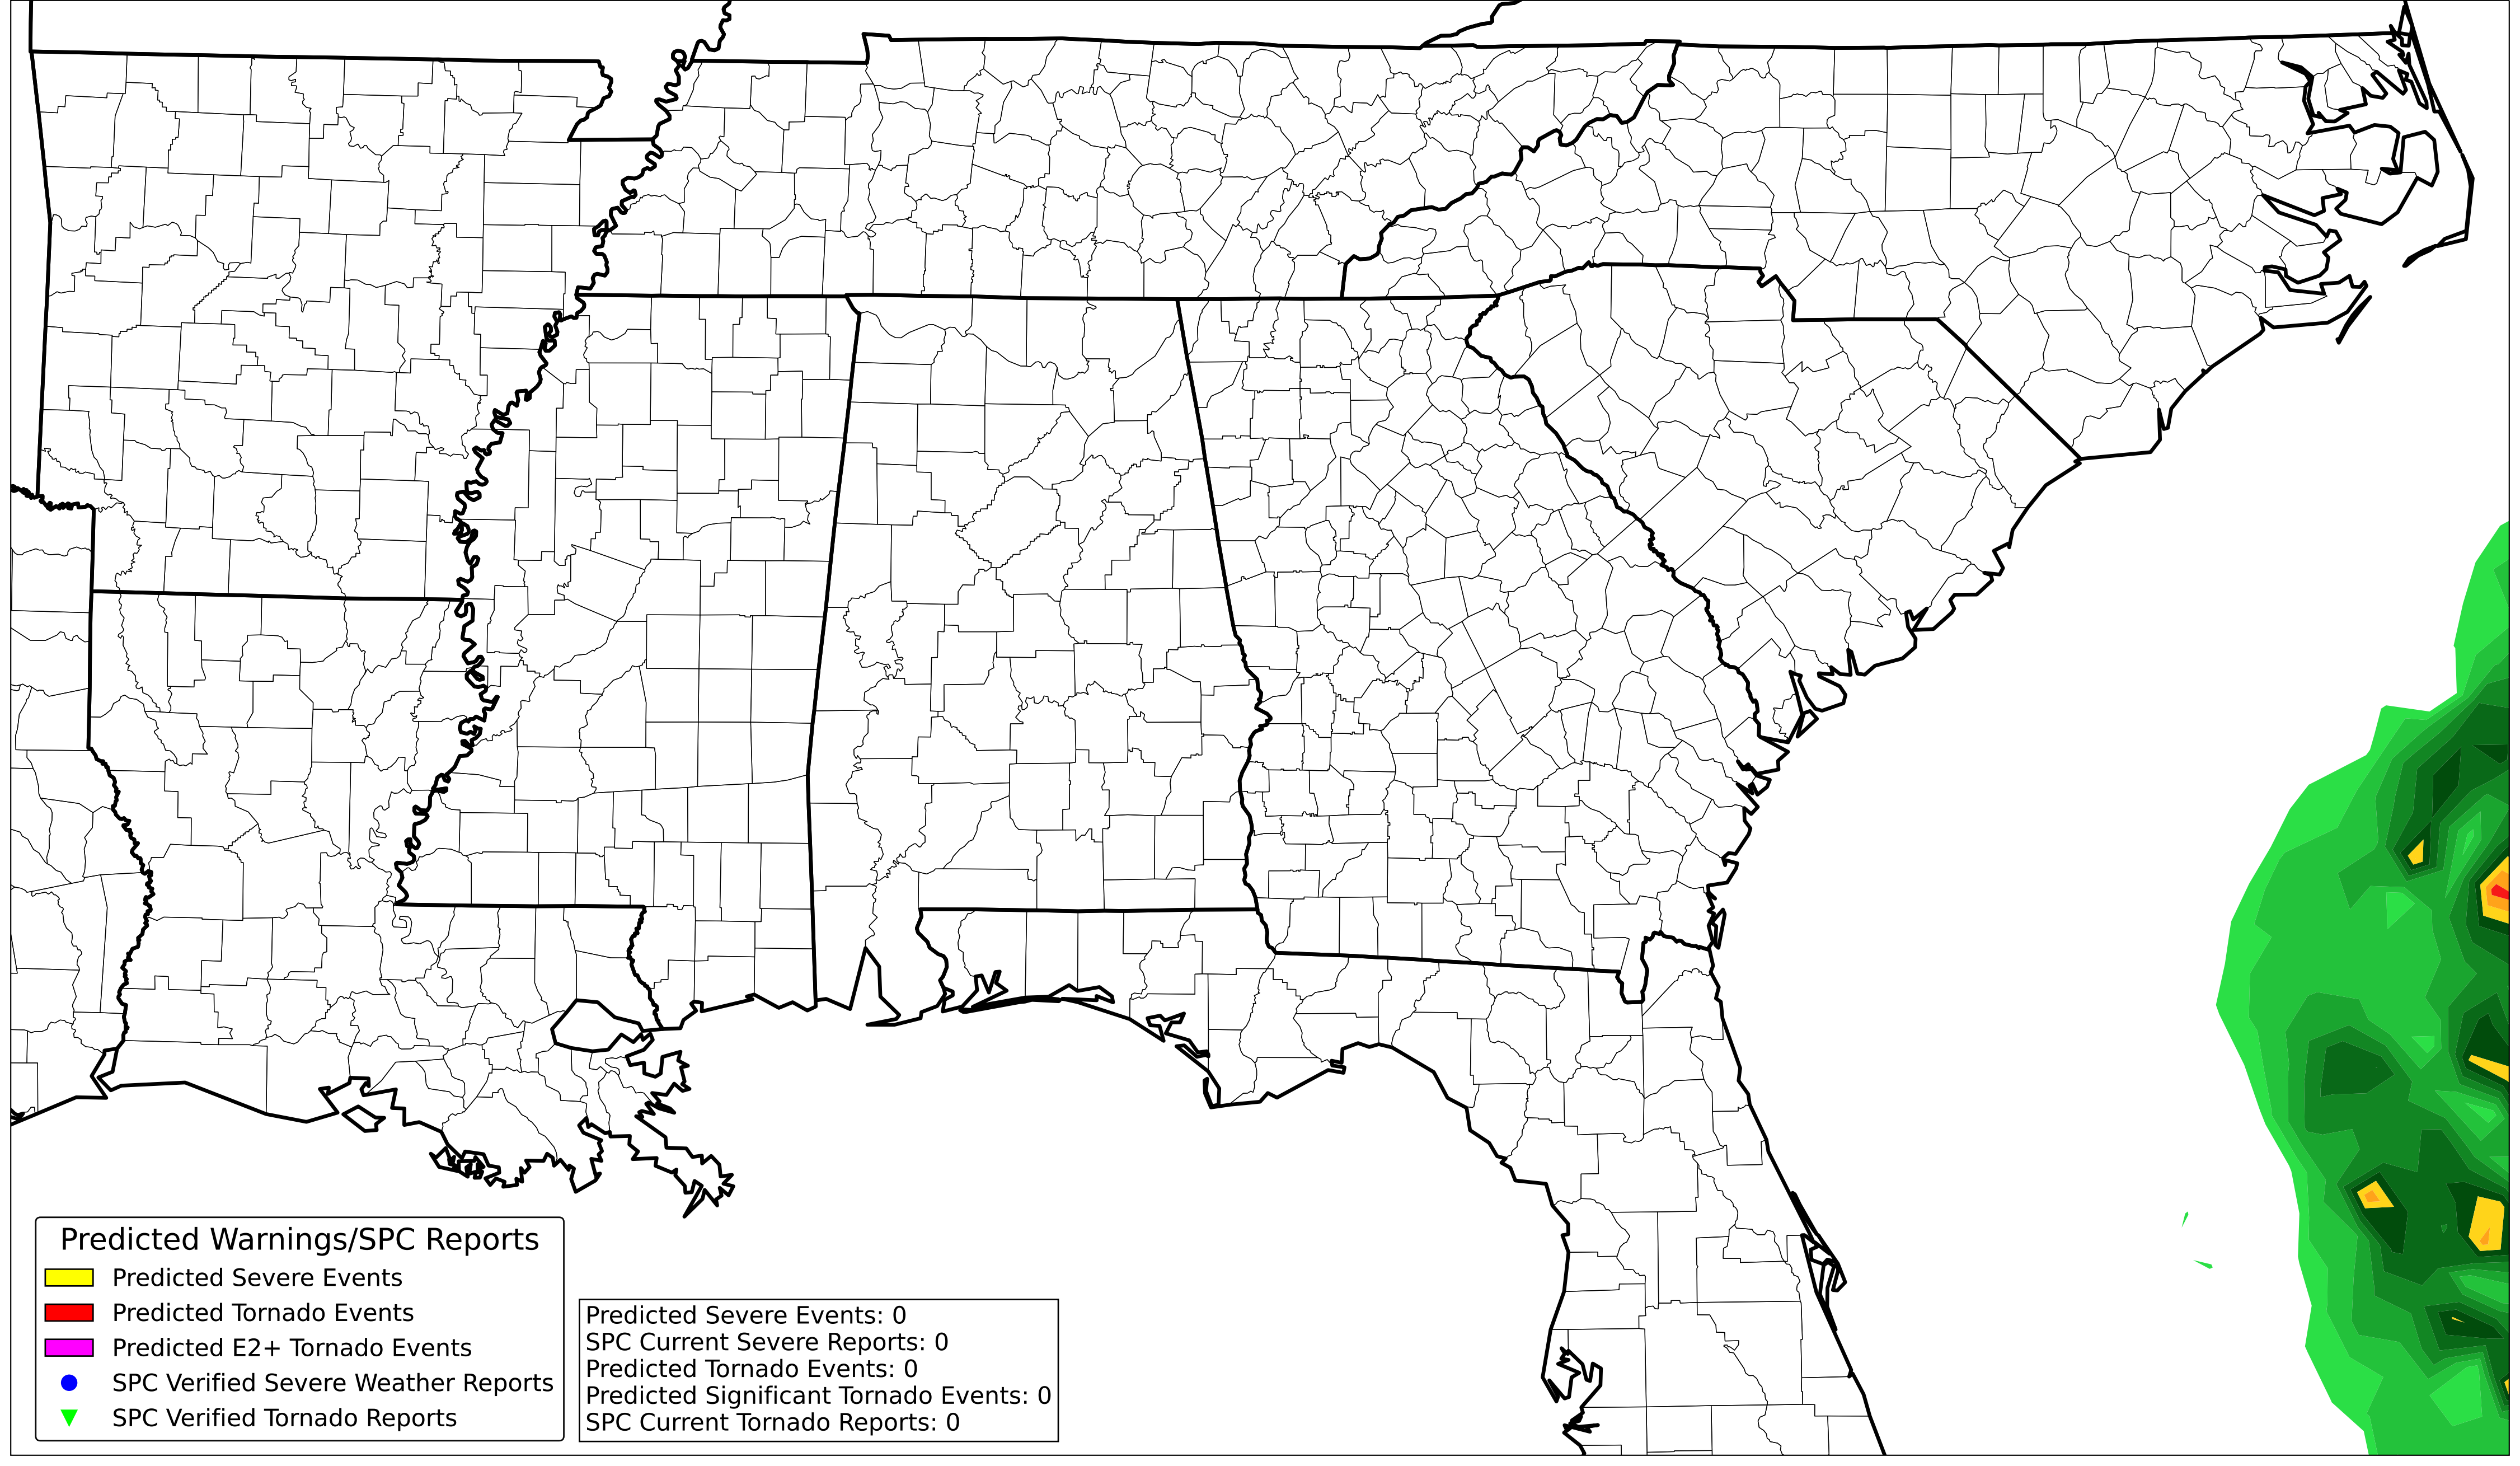 Predicted Warnings/SPC Reports
Predicted Severe Events
Predicted Tornado Events
Predicted E2+ Tornado Events
SPC Verified Severe Weather Reports
SPC Verified Tornado Reports
Predicted Severe Events: 0
SPC Current Severe Reports: 0
Predicted Tornado Events: 0
Predicted Significant Tornado Events: 0
SPC Current Tornado Reports: 0